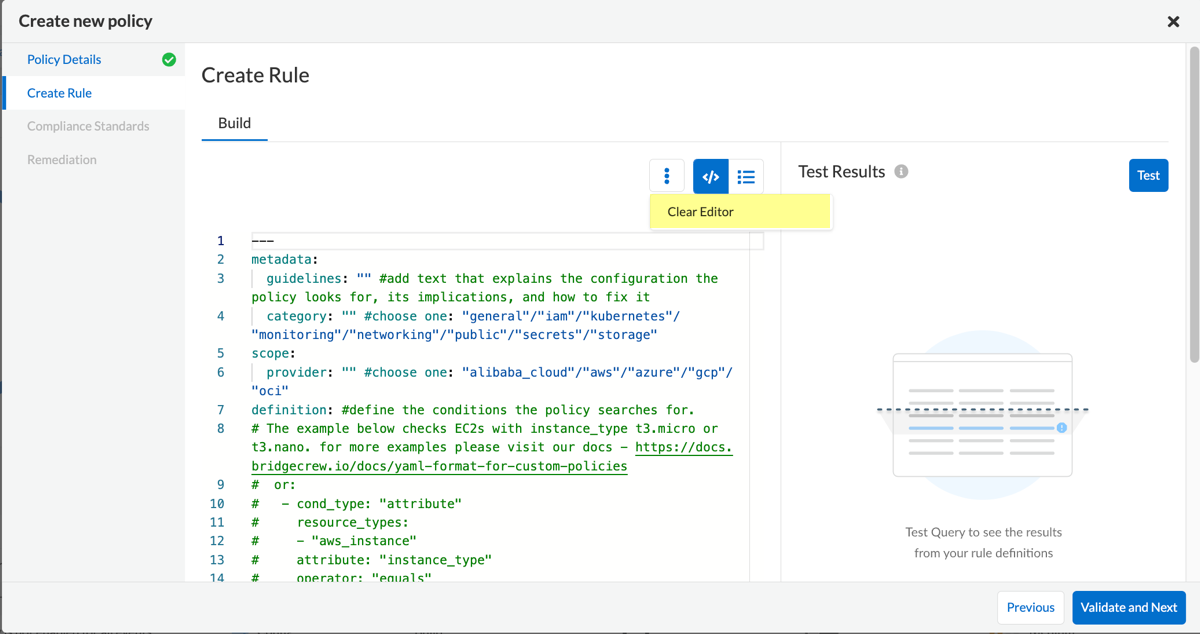 Create new policy
Policy Details
Create Rule
Compliance Standards
Remediation
Create Rule
Build
Clear Editor
Test Results
Test
1 ---
2 metadata:
3 guidelines: "" #add text that explains the configuration the
policy looks for, its implications, and how to fix it
4 category: "" #choose one: "general"/"iam"/"kubernetes"/
"monitoring"/"networking"/"public"/"secrets"/"storage"
5 scope:
6 provider: "" #choose one: "alibaba_cloud"/"aws"/"azure"/"gcp"/
"oci"
7 definition: #define the conditions the policy searches for.
8 # The example below checks EC2s with instance_type t3.micro or
t3.nano. for more examples please visit our docs - https://docs.
bridgecrew.io/docs/yaml-format-for-custom-policies
9 # or:
10 # - cond_type: "attribute"
11 # resource_types:
12 # - "aws_instance"
13 # attribute: "instance_type"
14 # operator: "equals"
Test Query to see the results
from your rule definitions
Previous
Validate and Next